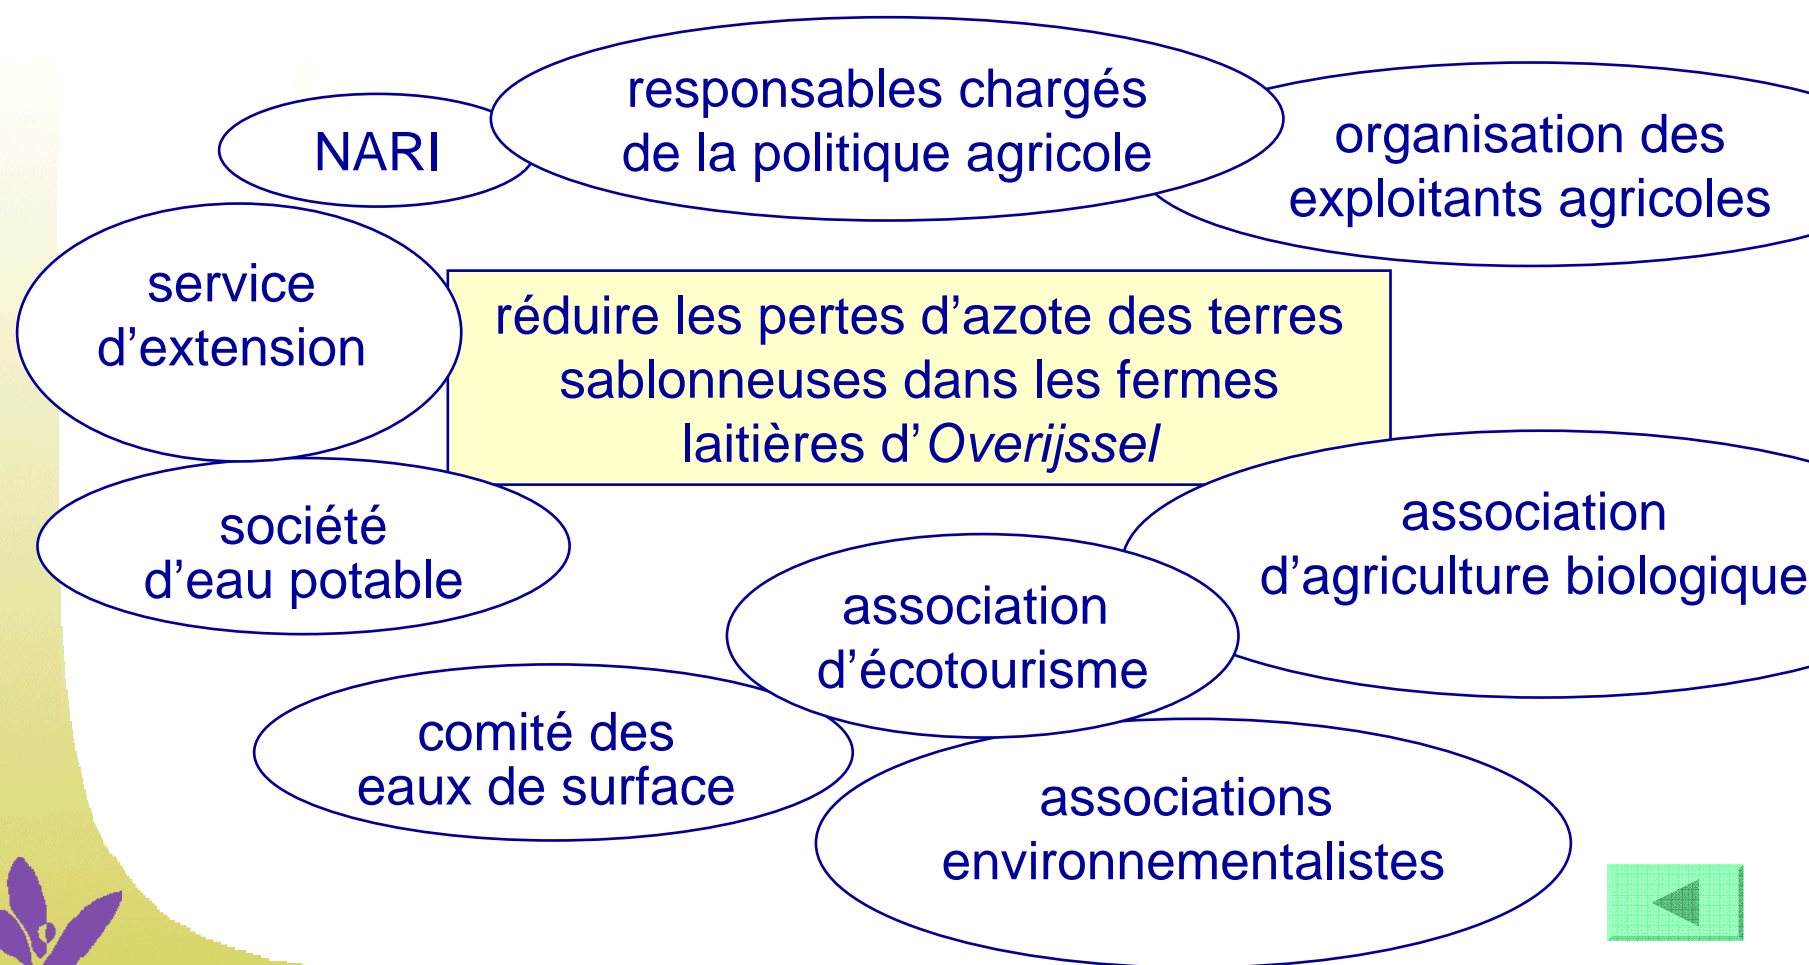 responsables chargés
de la politique agricole
NARI
organisation des
exploitants agricoles
service
d’extension
réduire les pertes d’azote des terres
sablonneuses dans les fermes
laitières d’Overijssel
société
d’eau potable
association
d’agriculture biologique
association
d’écotourisme
comité des
eaux de surface
associations
environnementalistes